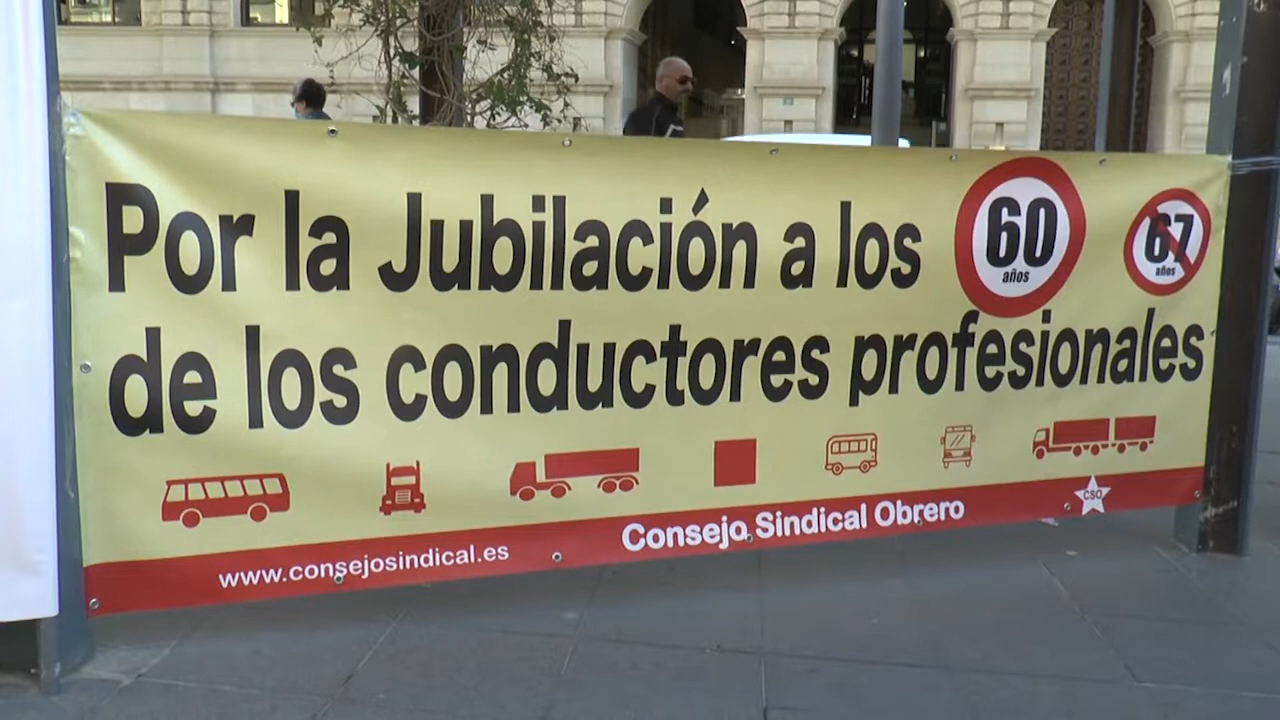 Por la Jubilación a los 60 años 67 años
de los conductores profesionales
www.consejosindical.es Consejo Sindical Obrero CSO